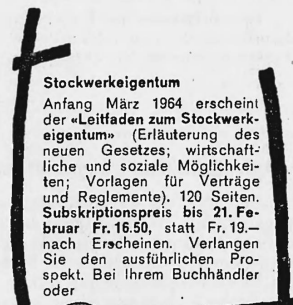 Stockwerkeigentum
Anfang März 1964 erscheint
der «Leitfaden zum Stockwerk-
eigentum» (Erläuterung des
neuen Gesetzes; wirtschaft-
liche und soziale Möglichkei-
ten; Vorlagen für Verträge
und Reglemente). 120 Seiten.
Subskriptionspreis bis 21. Fe-
bruar Fr. 16.50, statt Fr. 19.—
nach Erscheinen. Verlangen
Sie den ausführlichen Pro-
spekt. Bei Ihrem Buchhändler
oder